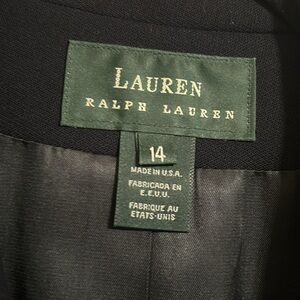 LAUREN
RALPH LAUREN
14
MADE IN U.S.A.
FABRICADA EN
E.E.U.U.
FABRIQUE AU
ETATS-UNIS